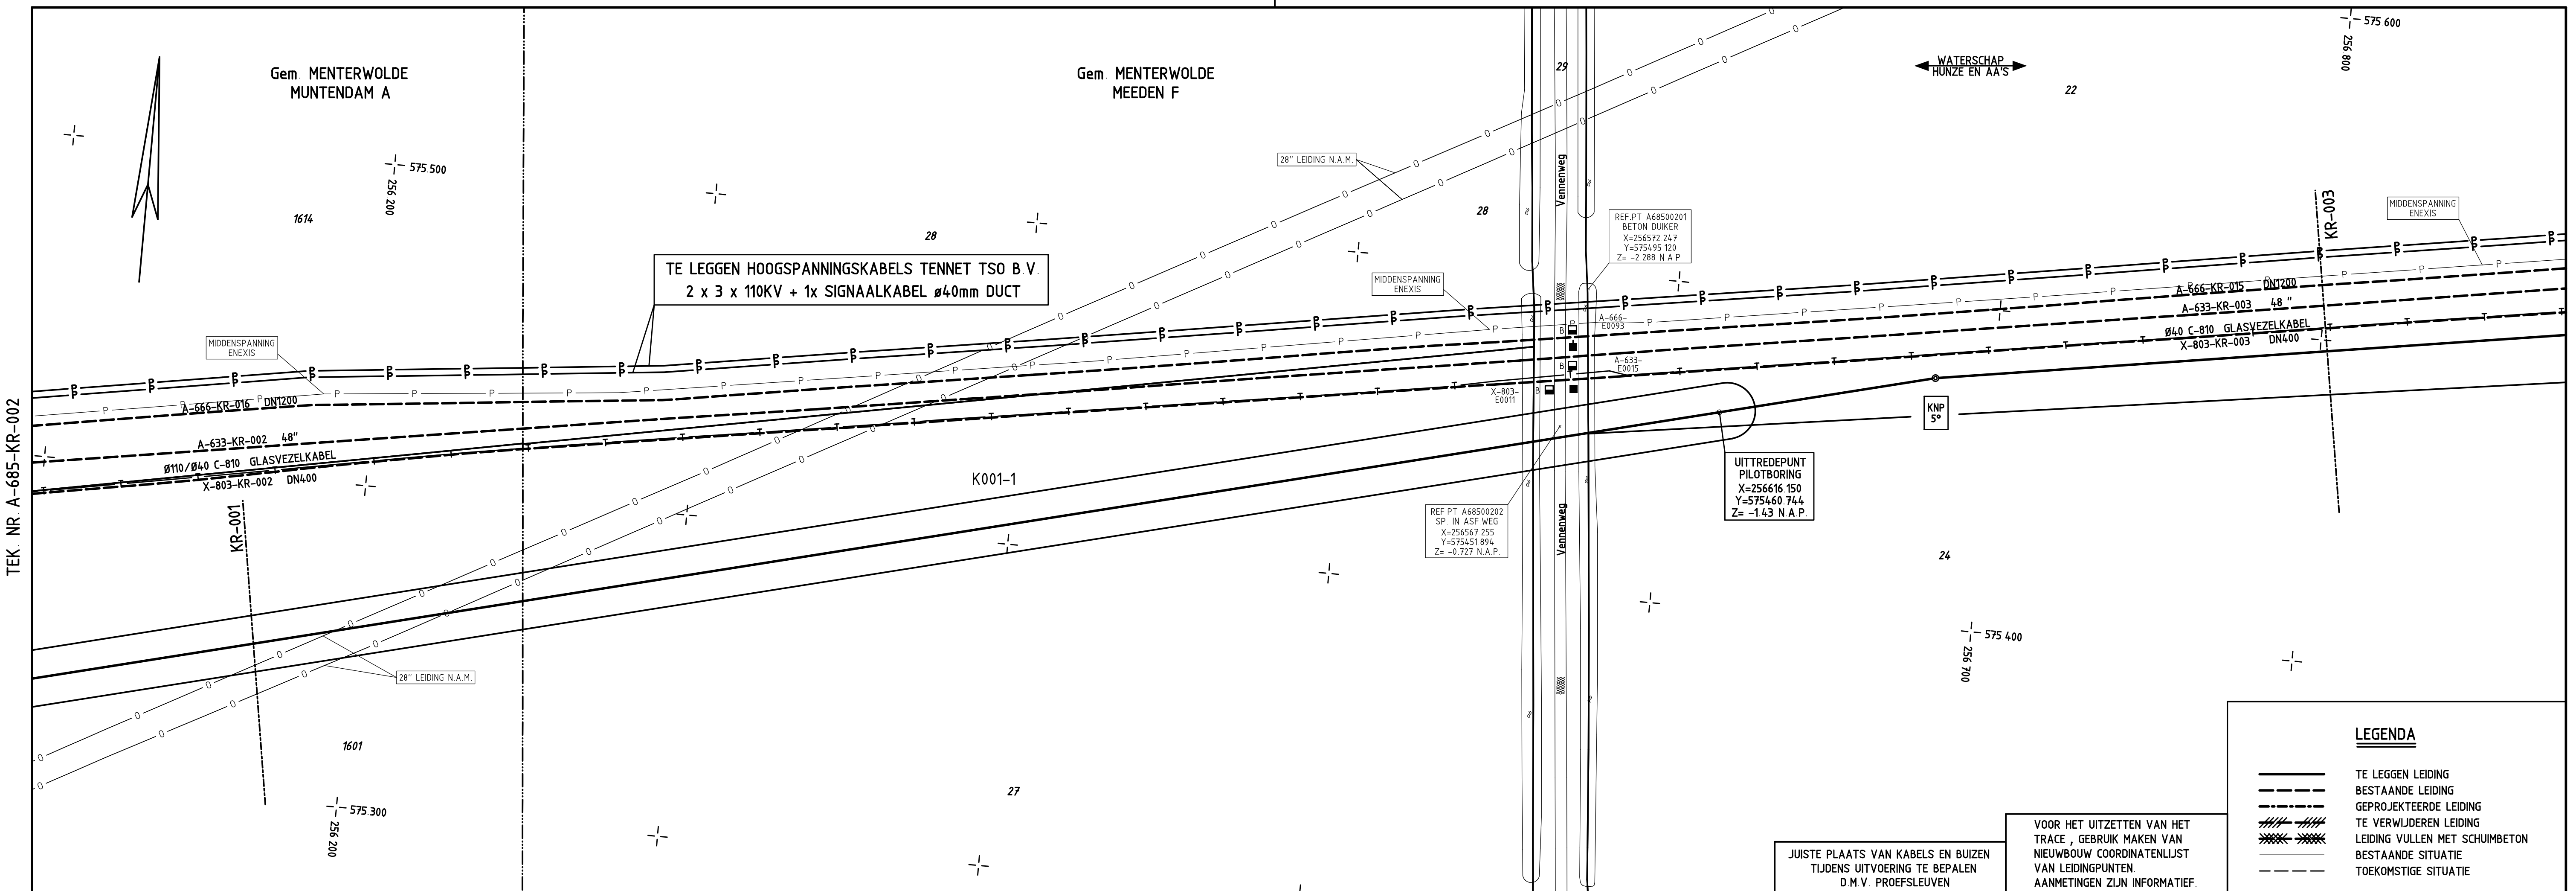 TEK. NR. A-685-KR-002
Gem. MENTERWOLDE
MUNTENDAM A
Gem. MENTERWOLDE
MEEDEN F
29
WATERSCHAP
HUNZE EN AA'S
22
575 600
256 800
575.500
256 200
1614
28
28" LEIDING N.A.M.
Vennenweg
28
REF.PT A68500201
BETON DUIKER
X=256572.247
Y=575495.120
Z= -2.288 N.A.P.
KR-003
MIDDENSPANNING
ENEXIS
TE LEGGEN HOOGSPANNINGSKABELS TENNET TSO B.V.
2 x 3 x 110KV + 1x SIGNAALKABEL ø40mm DUCT
MIDDENSPANNING
ENEXIS
A-666-KR-015 DN1200
A-633-KR-003 48 "
Ø40 C-810 GLASVEZELKABEL
X-803-KR-003 DN400
A-666-
E0093
B
A-633-
E0015
B
X-803-
E0011
B
MIDDENSPANNING
ENEXIS
A-666-KR-016 DN1200
A-633-KR-002 48"
Ø110/Ø40 C-810 GLASVEZELKABEL
X-803-KR-002 DN400
KR-001
K001-1
KNP
5°
UITTREDEPUNT
PILOTBORING
X=256616.150
Y=575460.744
Z= -1.43 N.A.P.
REF.PT A68500202
SP. IN ASF.WEG
X=256567.255
Y=575451.894
Z= -0.727 N.A.P.
Vennenweg
24
575 400
256 700
28" LEIDING N.A.M.
1601
575.300
256 200
27
JUISTE PLAATS VAN KABELS EN BUIZEN
TIJDENS UITVOERING TE BEPALEN
D.M.V. PROEFSLEUVEN
VOOR HET UITZETTEN VAN HET
TRACE , GEBRUIK MAKEN VAN
NIEUWBOUW COORDINATENLIJST
VAN LEIDINGPUNTEN.
AANMETINGEN ZIJN INFORMATIEF.
LEGENDA
TE LEGGEN LEIDING
BESTAANDE LEIDING
GEPROJEKTEERDE LEIDING
TE VERWIJDEREN LEIDING
LEIDING VULLEN MET SCHUIMBETON
BESTAANDE SITUATIE
TOEKOMSTIGE SITUATIE